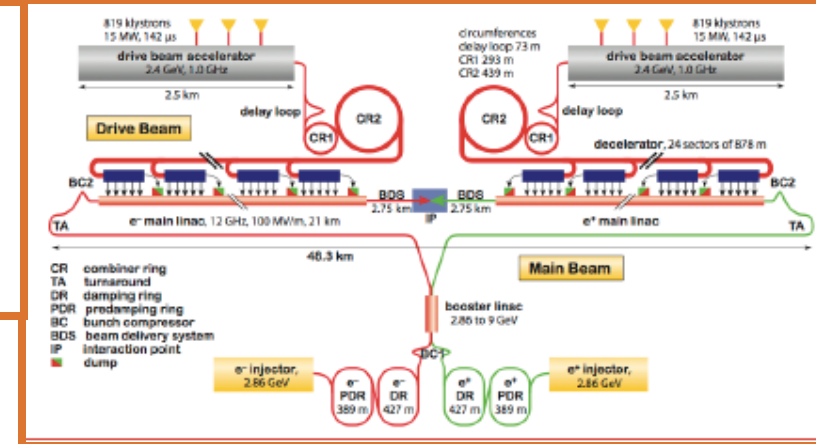 819 klystrons
15 MW, 142 µs
drive beam accelerator
2.4 GeV, 1.0 GHz
2.5 km
delay loop
CR1
CR2
Drive Beam
circumferences
delay loop 73 m
CR1 293 m
CR2 439 m
819 klystrons
15 MW, 142 µs
drive beam accelerator
2.4 GeV, 1.0 GHz
2.5 km
delay loop
CR2
CR1
decelerator, 24 sectors of 878 m
BC2
BDS
2.75 km
BDS
2.75 km
IP
BC2
TA
e⁻ main linac, 12 GHz, 100 MW/m, 21 km
e⁺ main linac
TA
48.3 km
Main Beam
CR combiner ring
TA turnaround
DR damping ring
PDR predamping ring
BC bunch compressor
BDS beam delivery system
IP interaction point
dump
booster linac
2.86 to 9 GeV
BC1
e⁻ injector,
2.86 GeV
e⁻
PDR
389 m
e⁻
DR
427 m
e⁺
DR
427 m
e⁺
PDR
389 m
e⁺ injector,
2.86 GeV